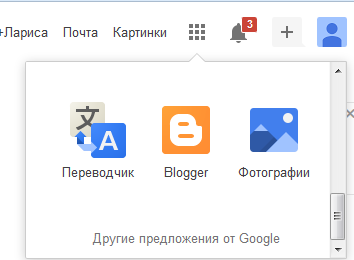 +Лариса Почта Картинки 3
文 A
Переводчик Blogger Фотографии
Другие предложения от Google